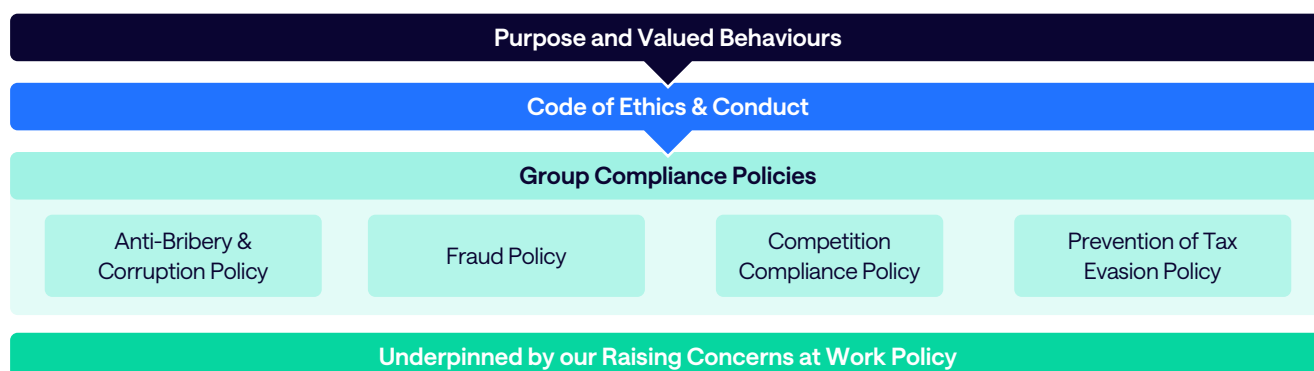 Purpose and Valued Behaviours
Code of Ethics & Conduct
Group Compliance Policies
Anti-Bribery &
Corruption Policy
Fraud Policy
Competition
Compliance Policy
Prevention of Tax
Evasion Policy
Underpinned by our Raising Concerns at Work Policy